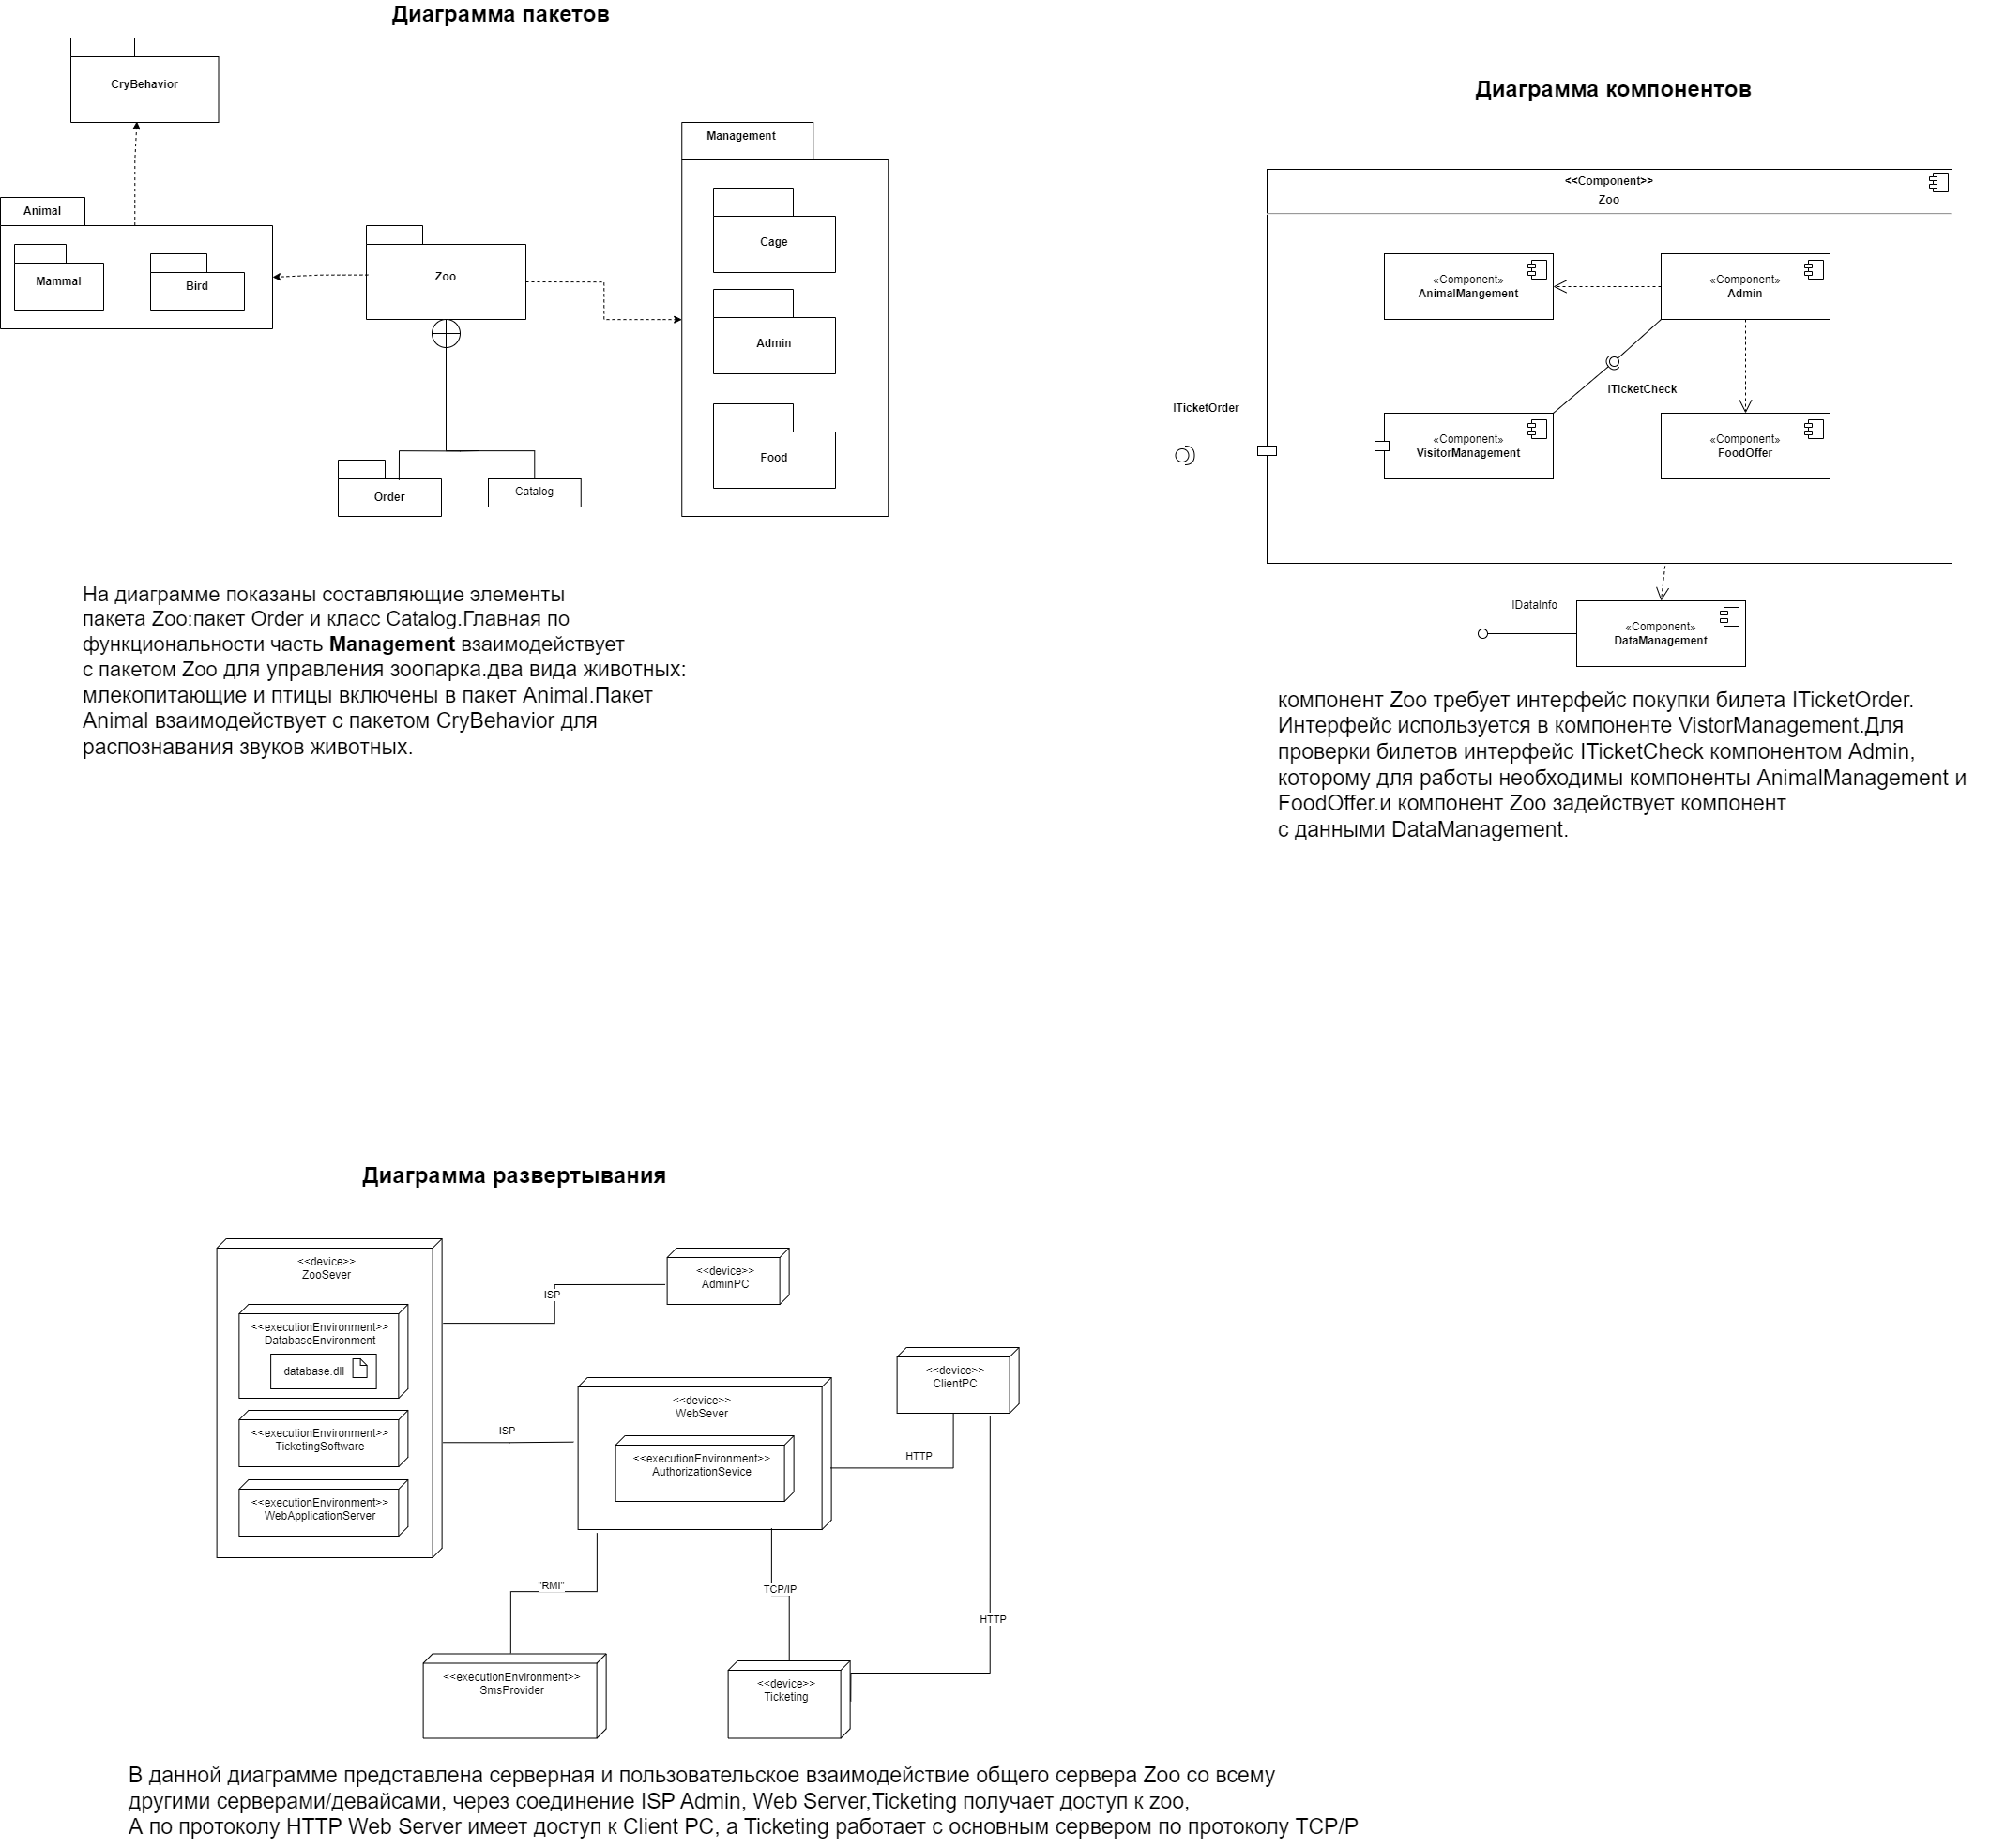 Диаграмма пакетов
CryBehavior
Management
Animal
Mammal
Bird
Zoo
Cage
Admin
Food
Order
Catalog
На диаграмме показаны составляющие элементы
пакета Zoo:пакет Order и класс Catalog.Главная по
функциональности часть Management взаимодействует
с пакетом Zoo для управления зоопарка.два вида животных:
млекопитающие и птицы включены в пакет Animal.Пакет
Animal взаимодействует с пакетом CryBehavior для
распознавания звуков животных.
Диаграмма компонентов
<<Component>>
Zoo
«Component»
AnimalMangement
«Component»
Admin
ITicketCheck
ITicketOrder
«Component»
VisitorManagement
«Component»
FoodOffer
IDataInfo
«Component»
DataManagement
компонент Zoo требует интерфейс покупки билета ITicketOrder.
Интерфейс используется в компоненте VistorManagement.Для
проверки билетов интерфейс ITicketCheck компонентом Admin,
которому для работы необходимы компоненты AnimalManagement и
FoodOffer.и компонент Zoo задействует компонент
с данными DataManagement.
Диаграмма развертывания
<<device>>
ZooSever
<<executionEnvironment>>
DatabaseEnvironment
database.dll
<<executionEnvironment>>
TicketingSoftware
<<executionEnvironment>>
WebApplicationServer
ISP
<<device>>
AdminPC
ISP
<<device>>
WebSever
<<executionEnvironment>>
AuthorizationSevice
<<device>>
ClientPC
HTTP
"RMI"
TCP/IP
HTTP
<<executionEnvironment>>
SmsProvider
<<device>>
Ticketing
В данной диаграмме представлена серверная и пользовательское взаимодействие общего сервера Zoo со всему
другими серверами/девайсами, через соединение ISP Admin, Web Server,Ticketing получает доступ к zoo,
А по протоколу HTTP Web Server имеет доступ к Client PC, а Ticketing работает с основным сервером по протоколу TCP/P